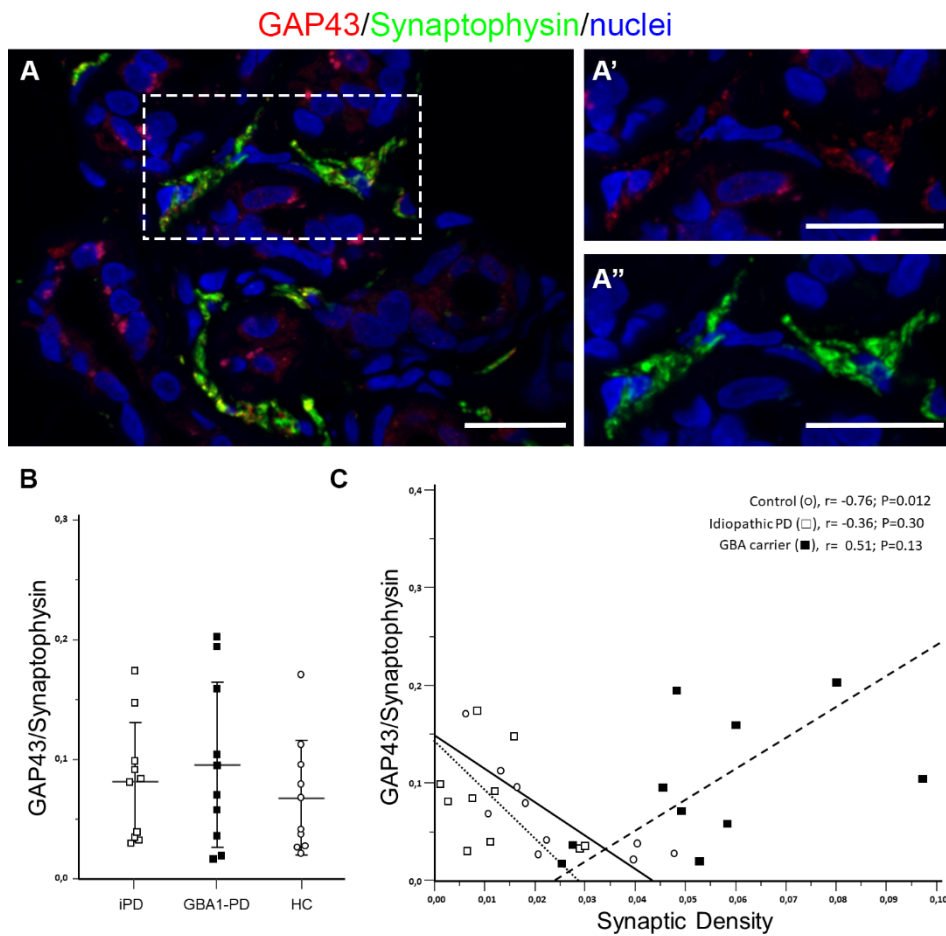 GAP43/Synaptophysin/nuclei
A
A'
A"
B
GAP43/Synaptophysin
0,3
0,2
0,1
0,0
iPD
GBA1-PD
HC
C
Control (○), r= -0.76; P=0.012
Idiopathic PD (□), r= -0.36; P=0.30
GBA carrier (■), r= 0.51; P=0.13
GAP43/Synaptophysin
0,4
0,3
0,2
0,1
0,0
0,00
0,01
0,02
0,03
0,04
0,05
0,06
0,07
0,08
0,09
0,10
Synaptic Density